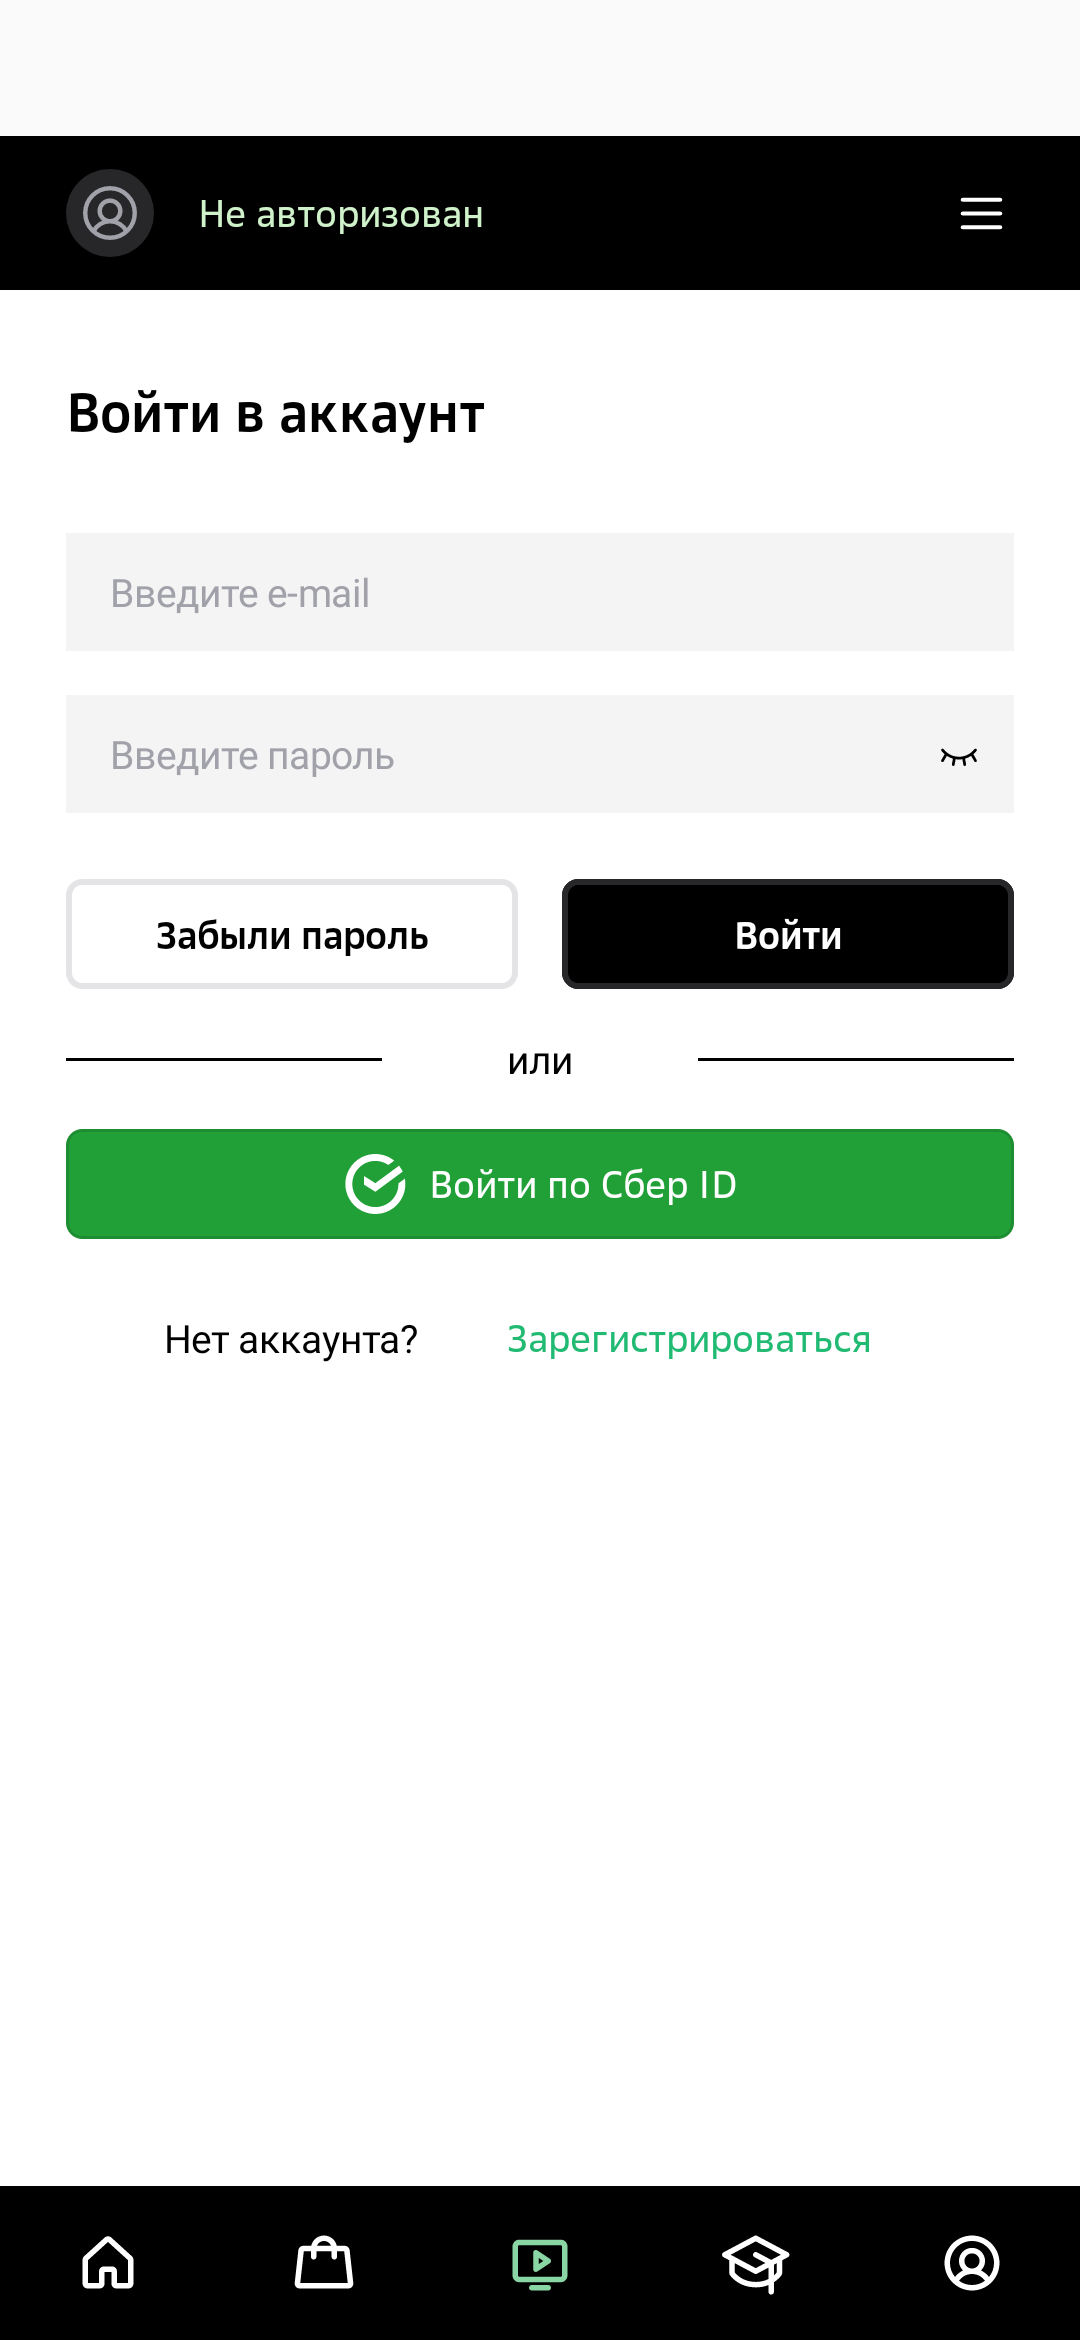 Не авторизован
Войти в аккаунт
Введите e-mail
Введите пароль
Забыли пароль
Войти
или
Войти по Сбер ID
Нет аккаунта?
Зарегистрироваться